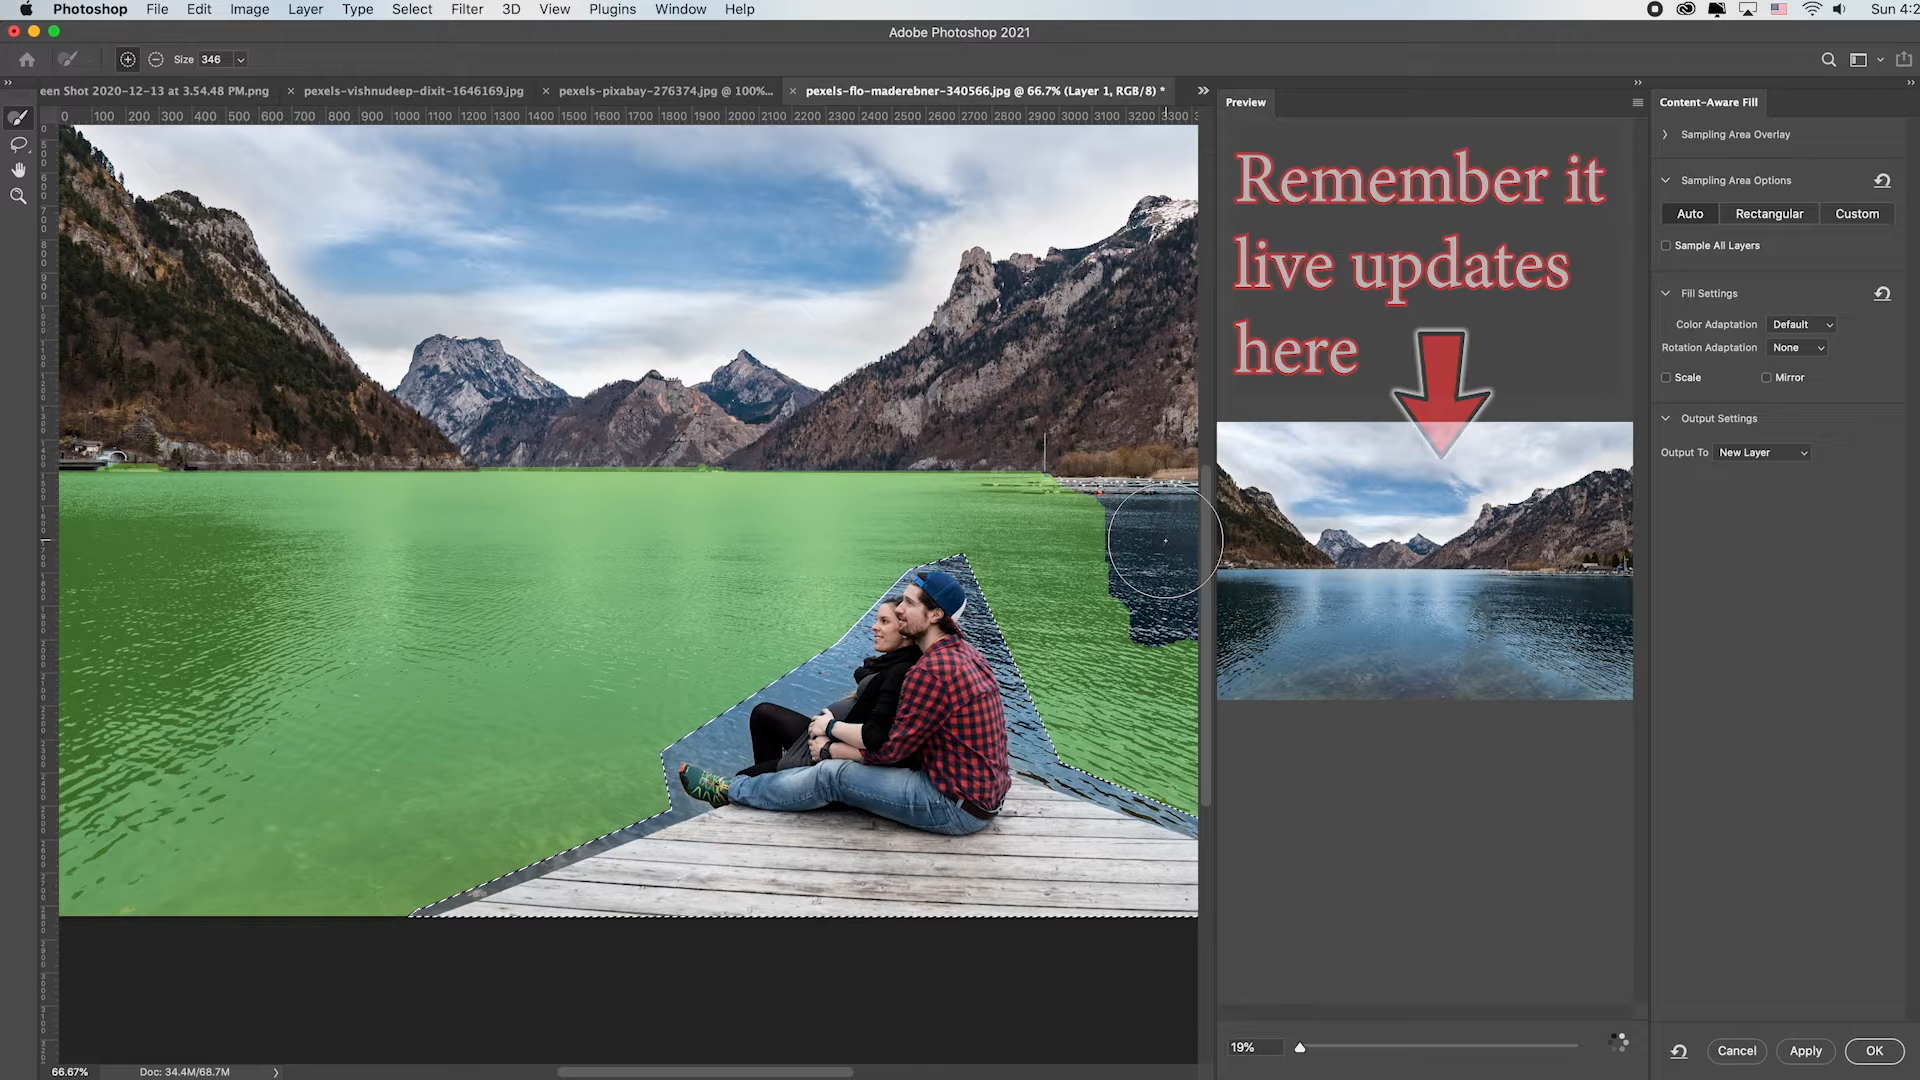 Photoshop File Edit Image Layer Type Select Filter 3D View Plugins Window Help Sun 4:2
Adobe Photoshop 2021
Size 346
een Shot 2020-12-13 at 3.54.48 PM.png × pexels-vishnudeep-dixit-1646169.jpg × pexels-pixabay-276374.jpg @ 100%... × pexels-flo-maderebner-340566.jpg @ 66.7% (Layer 1, RGB/8) *
0 100 200 300 400 500 600 700 800 900 1000 1100 1200 1300 1400 1500 1600 1700 1800 1900 2000 2100 2200 2300 2400 2500 2600 2700 2800 2900 3000 3100 3200 3300
Preview
Remember it
live updates
here
19%
Content-Aware Fill
Sampling Area Overlay
Sampling Area Options
Auto Rectangular Custom
Sample All Layers
Fill Settings
Color Adaptation Default
Rotation Adaptation None
Scale Mirror
Output Settings
Output To New Layer
Cancel Apply OK
66.67% Doc: 34.4M/68.7M